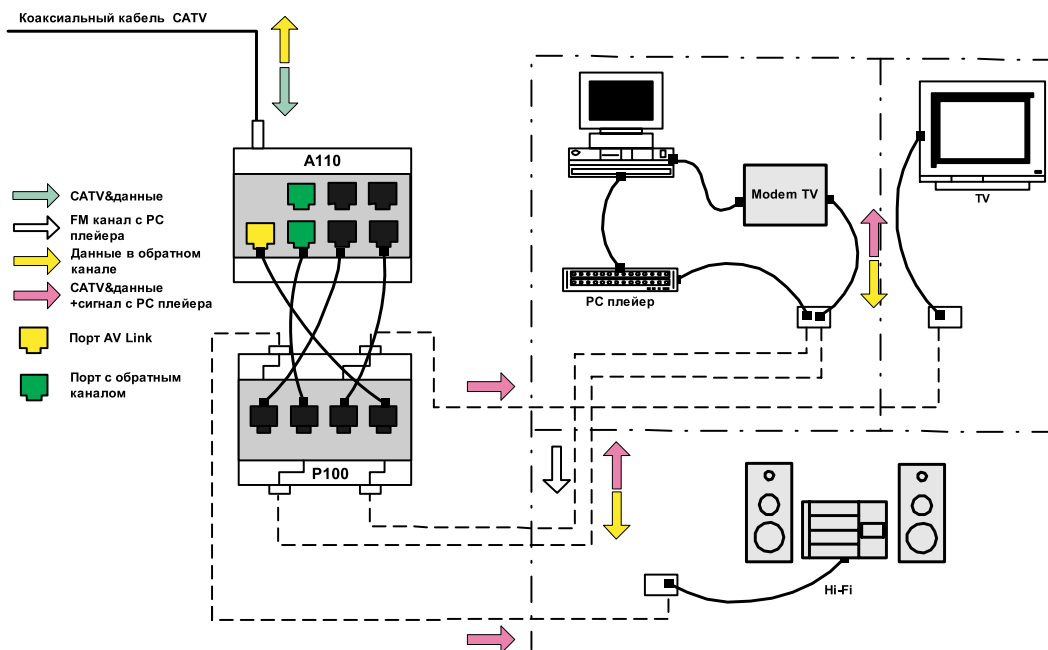 Коаксиальный кабель CATV
A110
CATV&данные
FM канал с PC
плейера
Данные в обратном
канале
CATV&данные
+сигнал с PC плейера
Порт AV Link
Порт с обратным
каналом
P100
Modem TV
TV
PC плейер
Hi-Fi